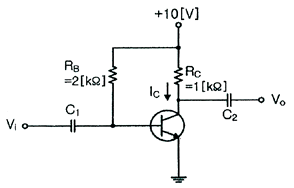 +10[V]
R_B
=2[kΩ]
R_C
=1[kΩ]
I_C
C_1
C_2
V_i
V_o